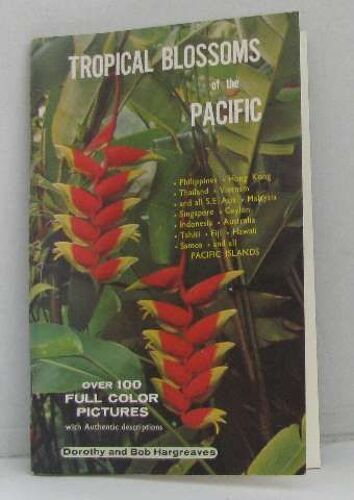 TROPICAL BLOSSOMS
of the
PACIFIC
• Philippines • Hong Kong
• Thailand • Vietnam
• and all S.E. Asia • Malaysia
• Singapore • Ceylon
• Indonesia • Australia
• Tahiti • Fiji • Hawaii
• Samoa • and all
PACIFIC ISLANDS
OVER 100
FULL COLOR
PICTURES
with Authentic descriptions
Dorothy and Bob Hargreaves